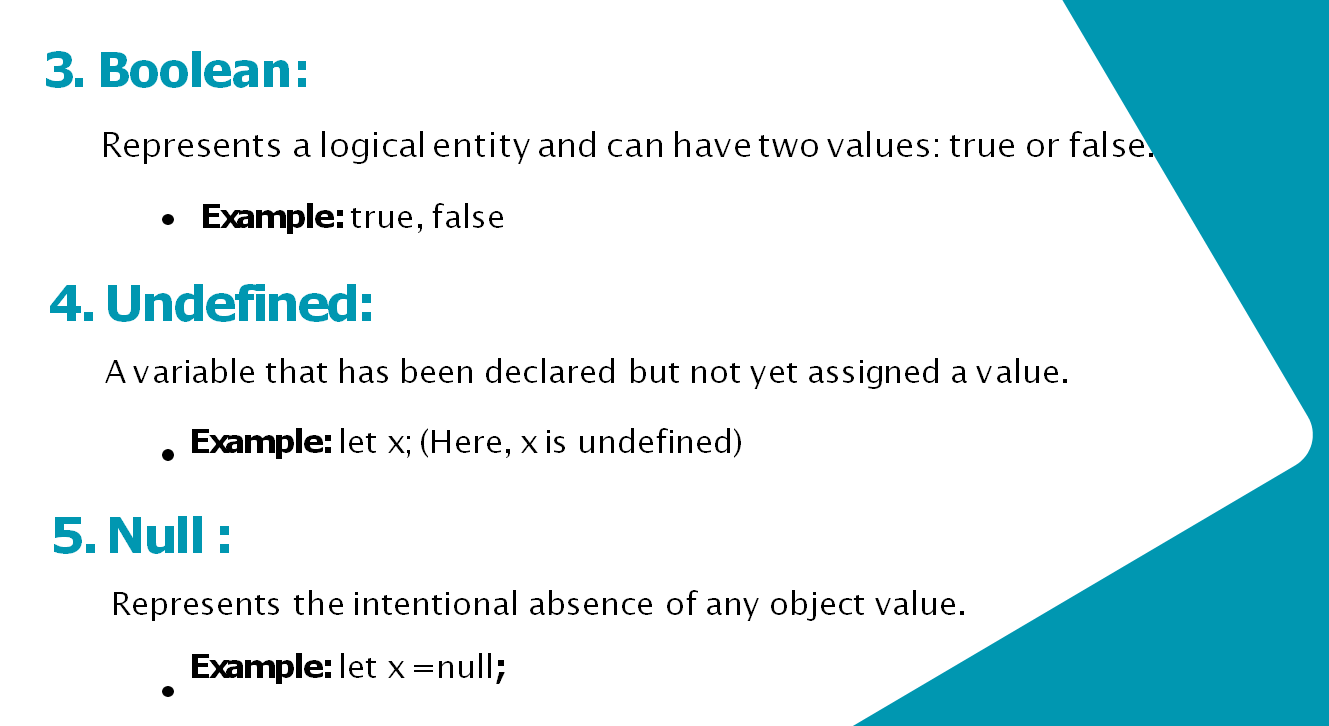 3. Boolean:
Represents a logical entity and can have two values: true or false.
• Example: true, false
4. Undefined:
A variable that has been declared but not yet assigned a value.
• Example: let x; (Here, x is undefined)
5. Null :
Represents the intentional absence of any object value.
• Example: let x =null;